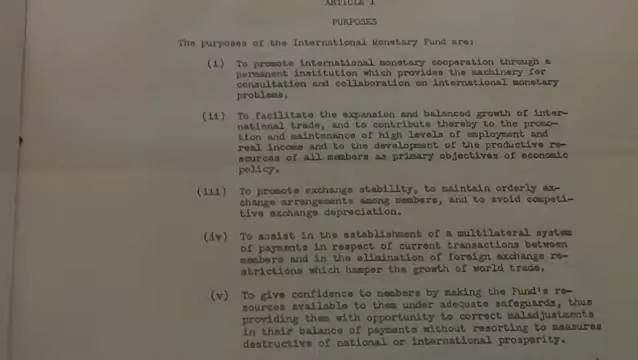 ARTICLE I
PURPOSES
The purposes of the International Monetary Fund are:
(i) To promote international monetary cooperation through a
permanent institution which provides the machinery for
consultation and collaboration on international monetary
problems.
(ii) To facilitate the expansion and balanced growth of inter-
national trade, and to contribute thereby to the promo-
tion and maintenance of high levels of employment and
real income and to the development of the productive re-
sources of all members as primary objectives of economic
policy.
(iii) To promote exchange stability, to maintain orderly ex-
change arrangements among members, and to avoid competi-
tive exchange depreciation.
(iv) To assist in the establishment of a multilateral system
of payments in respect of current transactions between
members and in the elimination of foreign exchange re-
strictions which hamper the growth of world trade.
(v) To give confidence to members by making the Fund's re-
sources available to them under adequate safeguards, thus
providing them with opportunity to correct maladjustments
in their balance of payments without resorting to measures
destructive of national or international prosperity.